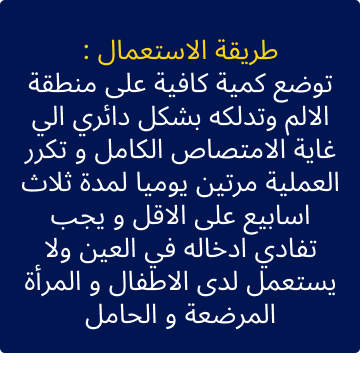 طريقة الاستعمال :
توضع كمية كافية على منطقة
الالم وتدلكه بشكل دائري الي
غاية الامتصاص الكامل و تكرر
العملية مرتين يوميا لمدة ثلاث
اسابيع على الاقل و يجب
تفادي ادخاله في العين ولا
يستعمل لدى الاطفال و المرأة
المرضعة و الحامل